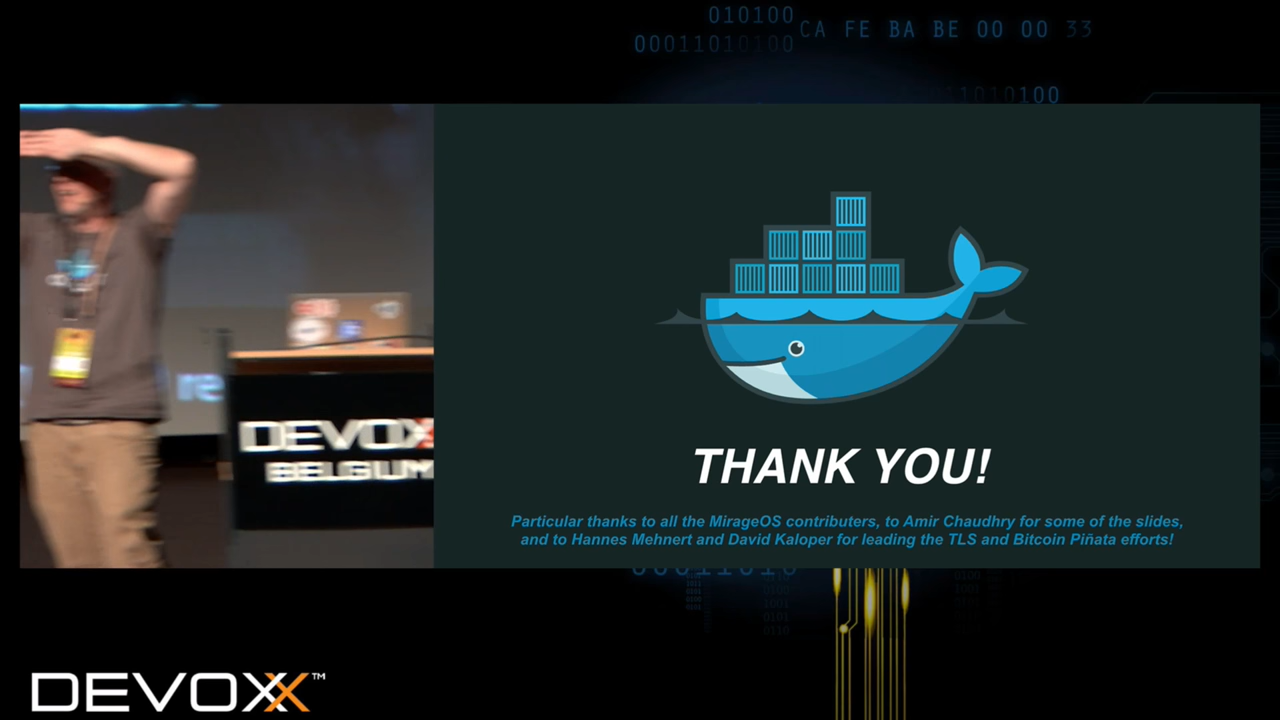 010100
00011010100
CA FE BA BE 00 00 33
1010100
re
DEVOXX
BELGIUM
THANK YOU!
Particular thanks to all the MirageOS contributers, to Amir Chaudhry for some of the slides,
and to Hannes Mehnert and David Kaloper for leading the TLS and Bitcoin Piñata efforts!
DEVOXX™